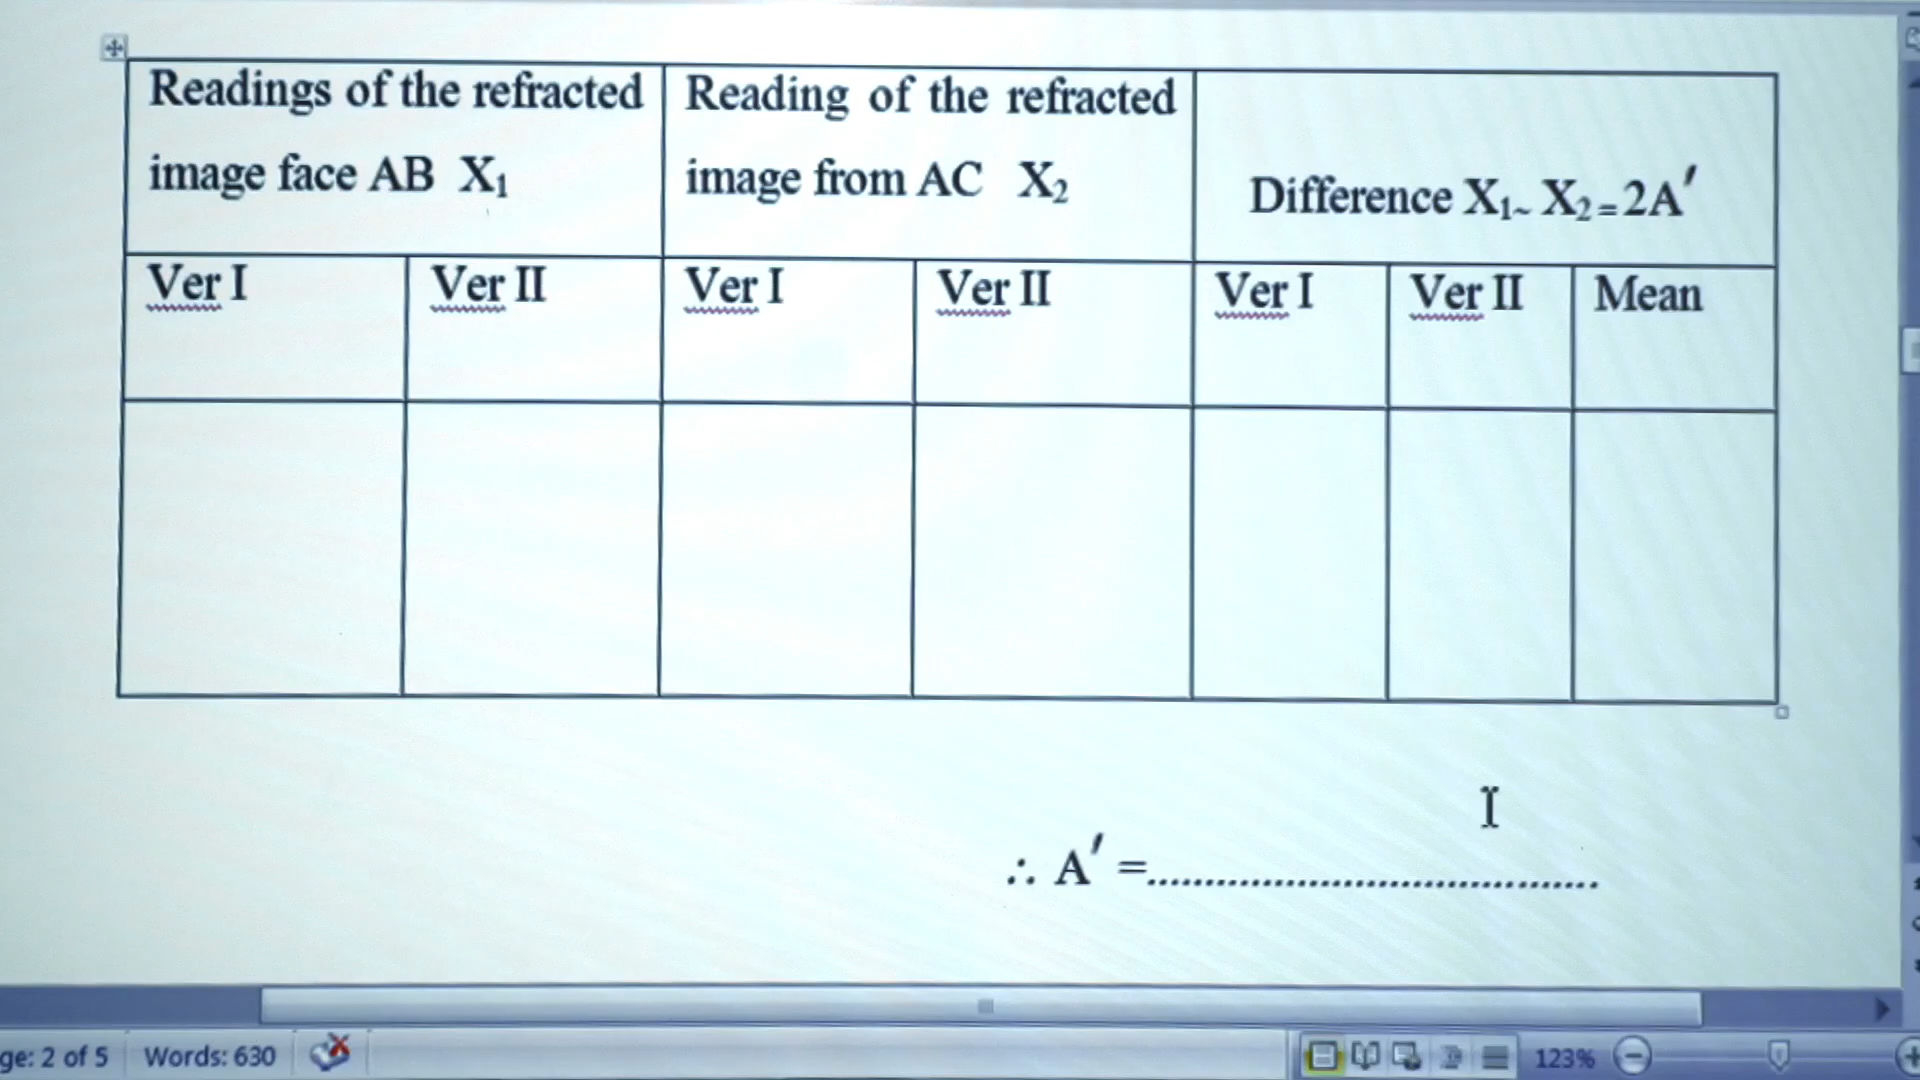 Readings of the refracted
image face AB X₁
Reading of the refracted
image from AC X₂
Difference X₁~ X₂ = 2A′
Ver I
Ver II
Ver I
Ver II
Ver I
Ver II
Mean
∴ A′ =.......................................
ge: 2 of 5
Words: 630
123%